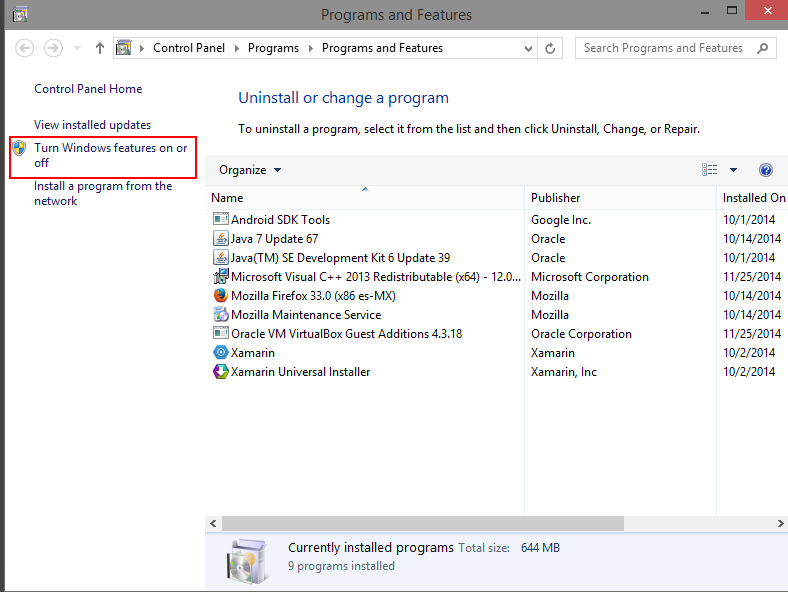 Programs and Features
Control Panel Programs Programs and Features
Search Programs and Features
Control Panel Home
View installed updates
Turn Windows features on or
off
Install a program from the
network
Uninstall or change a program
To uninstall a program, select it from the list and then click Uninstall, Change, or Repair.
Organize
Name Publisher Installed On
Android SDK Tools Google Inc. 10/1/2014
Java 7 Update 67 Oracle 10/14/2014
Java(TM) SE Development Kit 6 Update 39 Oracle 10/1/2014
Microsoft Visual C++ 2013 Redistributable (x64) - 12.0... Microsoft Corporation 11/25/2014
Mozilla Firefox 33.0 (x86 es-MX) Mozilla 10/14/2014
Mozilla Maintenance Service Mozilla 10/14/2014
Oracle VM VirtualBox Guest Additions 4.3.18 Oracle Corporation 11/25/2014
Xamarin Xamarin 10/2/2014
Xamarin Universal Installer Xamarin, Inc 10/2/2014
Currently installed programs Total size: 644 MB
9 programs installed